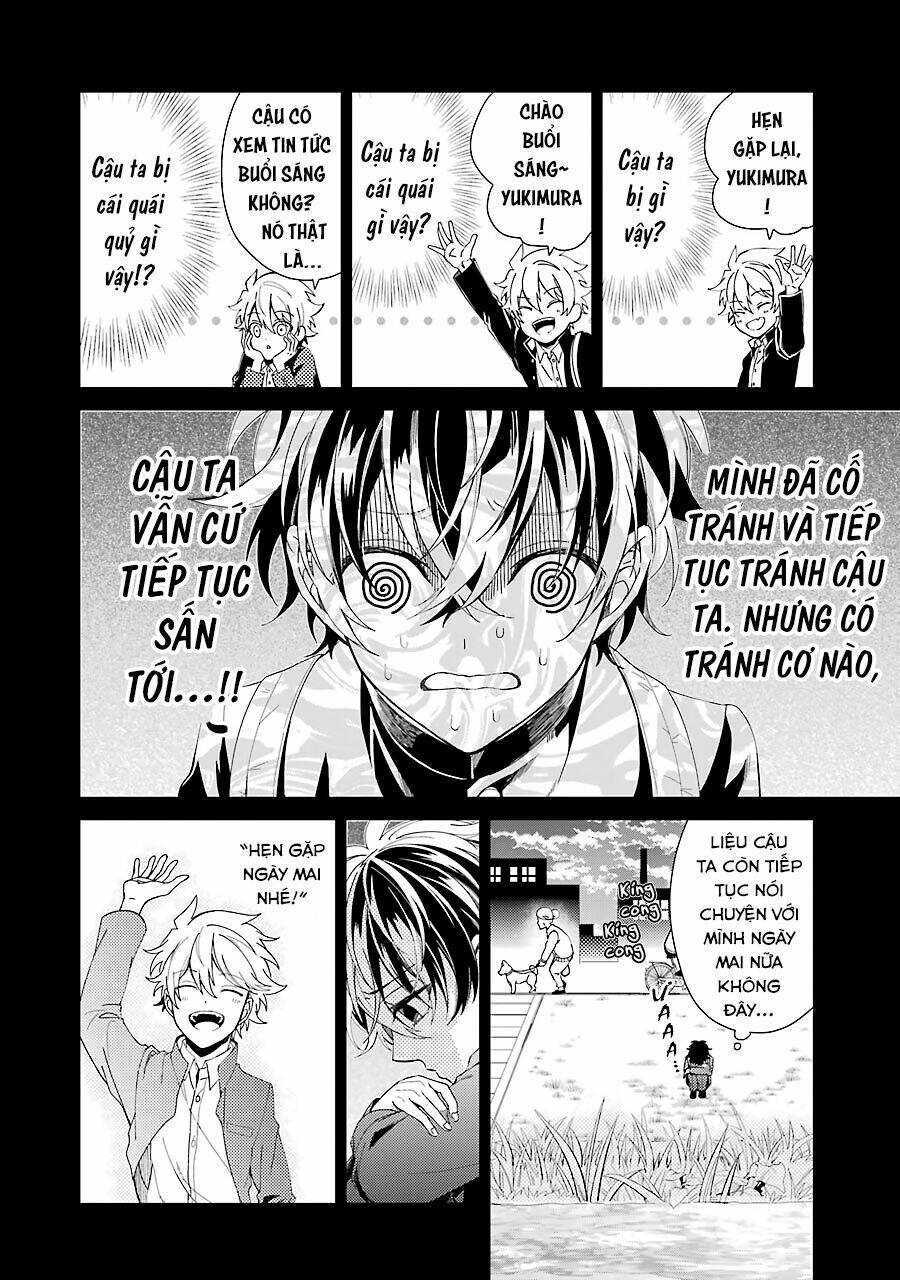 HẸN
GẶP LẠI,
YUKIMURA
!
Cậu ta
bị gì
vậy?
CHÀO
BUỔI
SÁNG~
YUKIMURA
!
Cậu ta bị
cái quái
gì vậy?
CẬU CÓ
XEM TIN TỨC
BUỔI SÁNG
KHÔNG?
NÓ THẬT
LÀ...
Cậu ta bị
cái quái
quỷ gì
vậy!?
MÌNH ĐÃ CỐ
TRÁNH VÀ TIẾP
TỤC TRÁNH CẬU
TA. NHƯNG CÓ
TRÁNH CƠ NÀO,
CẬU TA
VẪN CỨ
TIẾP TỤC
SẤN
TỚI...!!
LIỆU CẬU
TA CÒN TIẾP
TỤC NÓI
CHUYỆN VỚI
MÌNH NGÀY
MAI NỮA
KHÔNG
ĐÂY...
King
cong
King
cong
"HẸN GẶP
NGÀY MAI
NHÉ!"